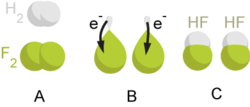 H₂
F₂
e⁻ e⁻
HF HF
A B C